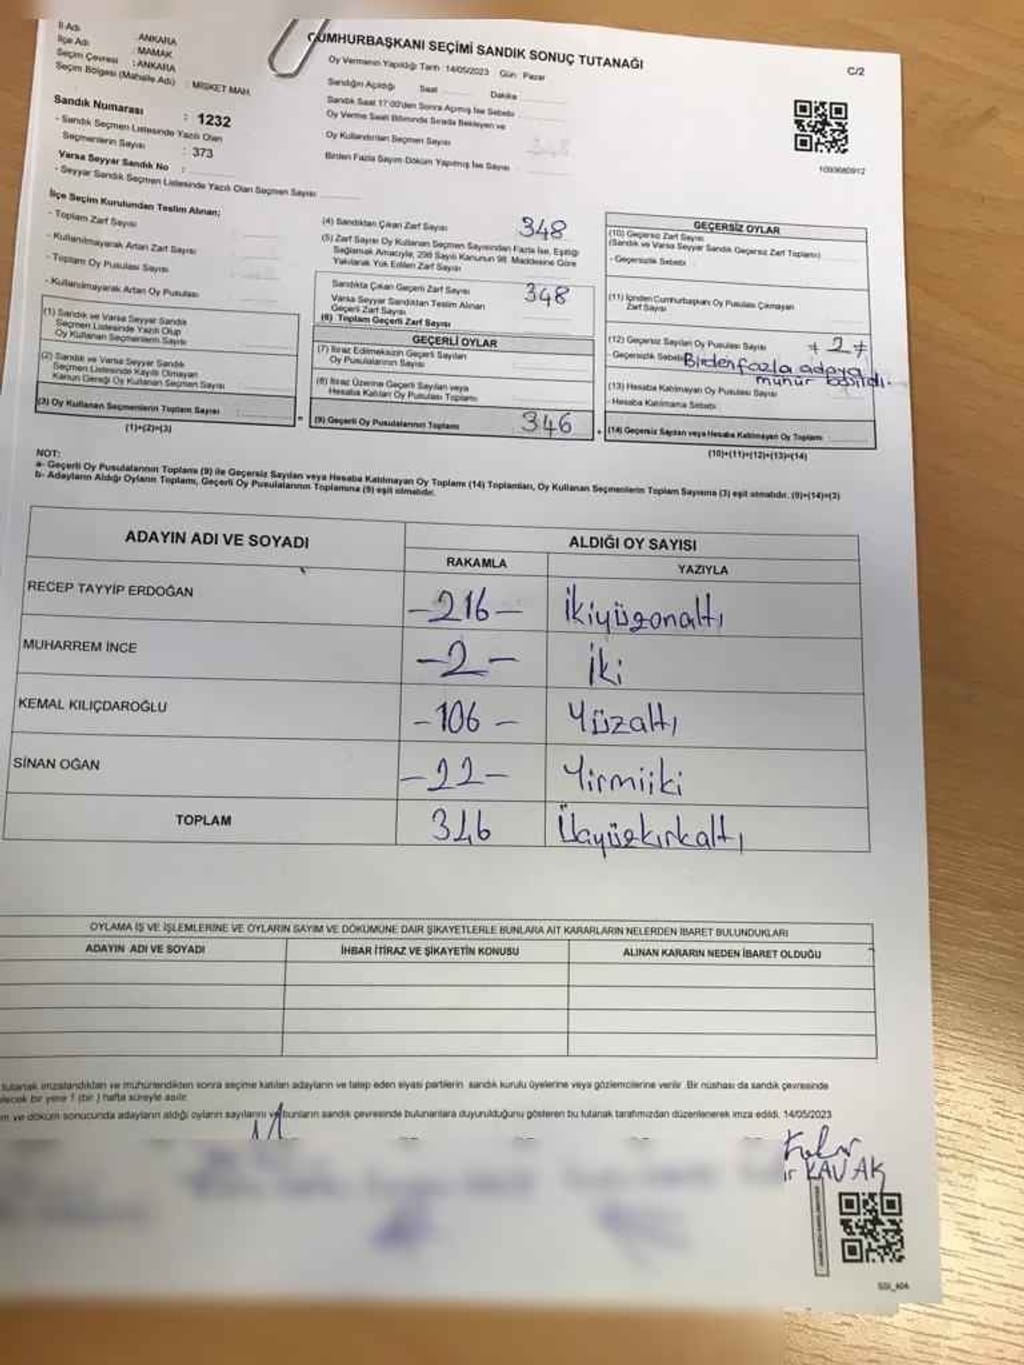 İl Adı : ANKARA
İlçe Adı : MAMAK
Seçim Çevresi : ANKARA
Seçim Bölgesi (Mahalle Adı) : MISKET MAH.
Sandık Numarası : 1232
- Sandık Seçmen Listesinde Yazılı Olan
Seçmenlerin Sayısı : 373
Varsa Seyyar Sandık No :
- Seyyar Sandık Seçmen Listesinde Yazılı Olan Seçmen Sayısı
CUMHURBAŞKANI SEÇİMİ SANDIK SONUÇ TUTANAĞI
Oy Vermenin Yapıldığı Tarih :14/05/2023 Gün : Pazar
Sandığın Açıldığı Saat Dakika
Sandık Saat 17:00'den Sonra Açılmış İse Sebebi
Oy Verme Saati Bitiminde Sırada Bekleyen ve
Oy Kullandırılan Seçmen Sayısı
Birden Fazla Sayım Döküm Yapılmış İse Sayısı
C/2
İlçe Seçim Kurulundan Teslim Alınan;
- Toplam Zarf Sayısı
- Kullanılmayarak Artan Zarf Sayısı
- Toplam Oy Pusulası Sayısı
- Kullanılmayarak Artan Oy Pusulası
(1) Sandık ve Varsa Seyyar Sandık
Seçmen Listesinde Yazılı Olup
Oy Kullanan Seçmenlerin Sayısı
(2) Sandık ve Varsa Seyyar Sandık
Seçmen Listesinde Kayıtlı Olmayan
Kanun Gereği Oy Kullanan Seçmen Sayısı
(3) Oy Kullanan Seçmenlerin Toplam Sayısı
(1)+(2)=(3)
(4) Sandıktan Çıkan Zarf Sayısı 348
(5) Zarf Sayısı Oy Kullanan Seçmen Sayısından Fazla İse, Eşitliği
Sağlamak Amacıyla, 298 Sayılı Kanunun 98. Maddesine Göre
Yakılarak Yok Edilen Zarf Sayısı
Sandıkta Çıkan Geçerli Zarf Sayısı 348
Varsa Seyyar Sandıktan Teslim Alınan
Geçerli Zarf Sayısı
(6) Toplam Geçerli Zarf Sayısı
GEÇERLİ OYLAR
(7) İtiraz Edilmeksizin Geçerli Sayılan
Oy Pusulalarının Sayısı
(8) İtiraz Üzerine Geçerli Sayılan veya
Hesaba Katılan Oy Pusulaları Toplamı
(9) Geçerli Oy Pusulalarının Toplamı 346
GEÇERSİZ OYLAR
(10) Geçersiz Zarf Sayısı
(Sandık ve Varsa Seyyar Sandık Geçersiz Zarf Toplamı)
- Geçersizlik Sebebi
(11) İçinden Cumhurbaşkanı Oy Pusulası Çıkmayan
Zarf Sayısı
(12) Geçersiz Sayılan Oy Pusulası Sayısı 2
- Geçersizlik Sebebi Birden fazla adaya
mühür basıldı.
(13) Hesaba Katılmayan Oy Pusulası Sayısı
- Hesaba Katılmama Sebebi
(14) Geçersiz Sayılan veya Hesaba Katılmayan Oy Toplamı
(10)+(11)+(12)+(13)=(14)
NOT:
a- Geçerli Oy Pusulalarının Toplamı (9) ile Geçersiz Sayılan veya Hesaba Katılmayan Oy Toplamı (14) Toplamları, Oy Kullanan Seçmenlerin Toplam Sayısına (3) eşit olmalıdır. (9)+(14)=(3)
b- Adayların Aldığı Oyların Toplamı, Geçerli Oy Pusulalarının Toplamına (9) eşit olmalıdır.
ADAYIN ADI VE SOYADI ALDIĞI OY SAYISI
RAKAMLA YAZIYLA
RECEP TAYYİP ERDOĞAN -216- İkiyüzonaltı
MUHARREM İNCE -2- İki
KEMAL KILIÇDAROĞLU -106- Yüzaltı
SİNAN OĞAN -22- Yirmiiki
TOPLAM 346 Üçyüzkırkaltı
OYLAMA İŞ VE İŞLEMLERİNE VE OYLARIN SAYIM VE DÖKÜMÜNE DAİR ŞİKAYETLERLE BUNLARA AİT KARARLARIN NELERDEN İBARET BULUNDUKLARI
ADAYIN ADI VE SOYADI İHBAR İTİRAZ VE ŞİKAYETİN KONUSU ALINAN KARARIN NEDEN İBARET OLDUĞU
tutanak imzalandıktan ve mühürlendikten sonra seçime katılan adayların ve talep eden siyasi partilerin sandık kurulu üyelerine veya gözlemcilerine verilir. Bir nüshası da sandık çevresinde
lecek bir yere 1 (bir) hafta süreyle asılır.
m ve döküm sonucunda adayların aldığı oyların sayılarını ve bunların sandık çevresinde bulunanlara duyurulduğunu gösteren bu tutanak tarafımızdan düzenlenerek imza edildi. 14/05/2023
KAVAK